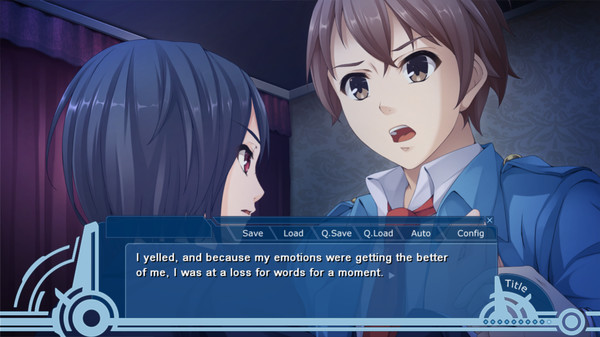 Save Load Q.Save Q.Load Auto Config
I yelled, and because my emotions were getting the better
of me, I was at a loss for words for a moment.
Title